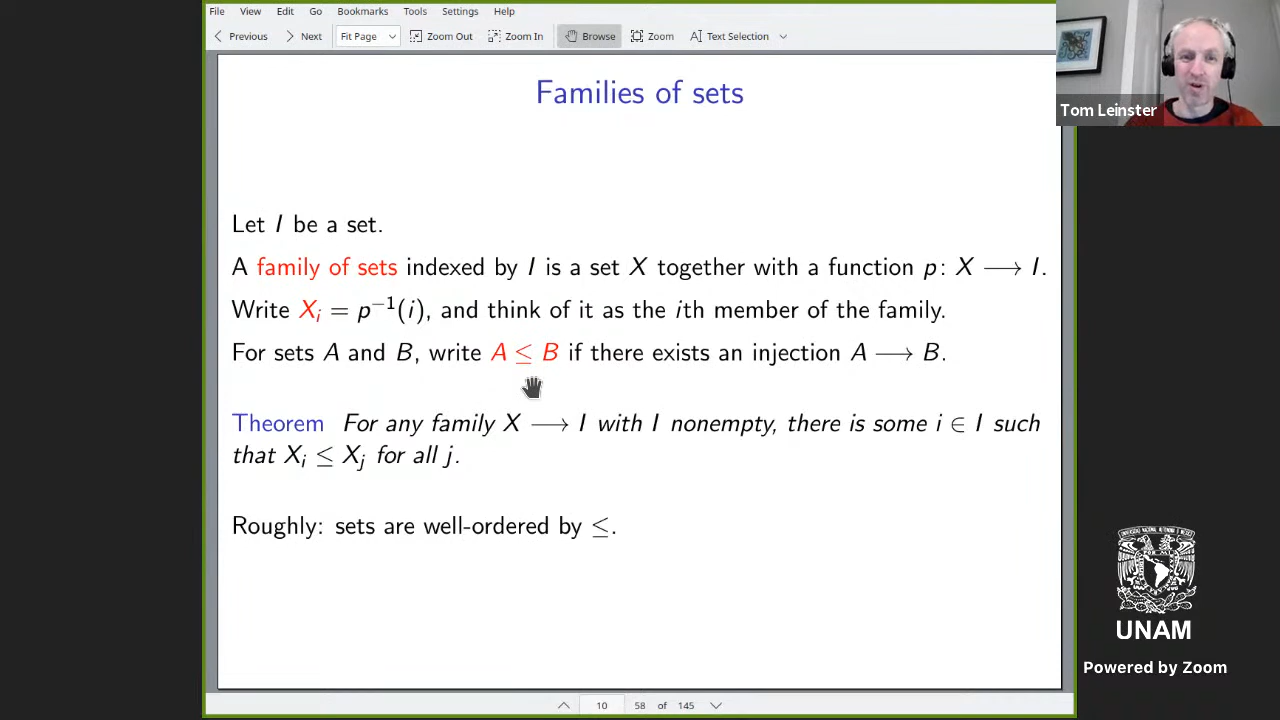 File View Edit Go Bookmarks Tools Settings Help
Previous Next Fit Page Zoom Out Zoom In Browse Zoom Text Selection
Families of sets
Tom Leinster
Let I be a set.
A family of sets indexed by I is a set X together with a function p: X ⟶ I.
Write Xᵢ = p⁻¹(i), and think of it as the ith member of the family.
For sets A and B, write A ≤ B if there exists an injection A ⟶ B.
Theorem For any family X ⟶ I with I nonempty, there is some i ∈ I such
that Xᵢ ≤ Xⱼ for all j.
Roughly: sets are well-ordered by ≤.
UNAM
Powered by Zoom
10 58 of 145